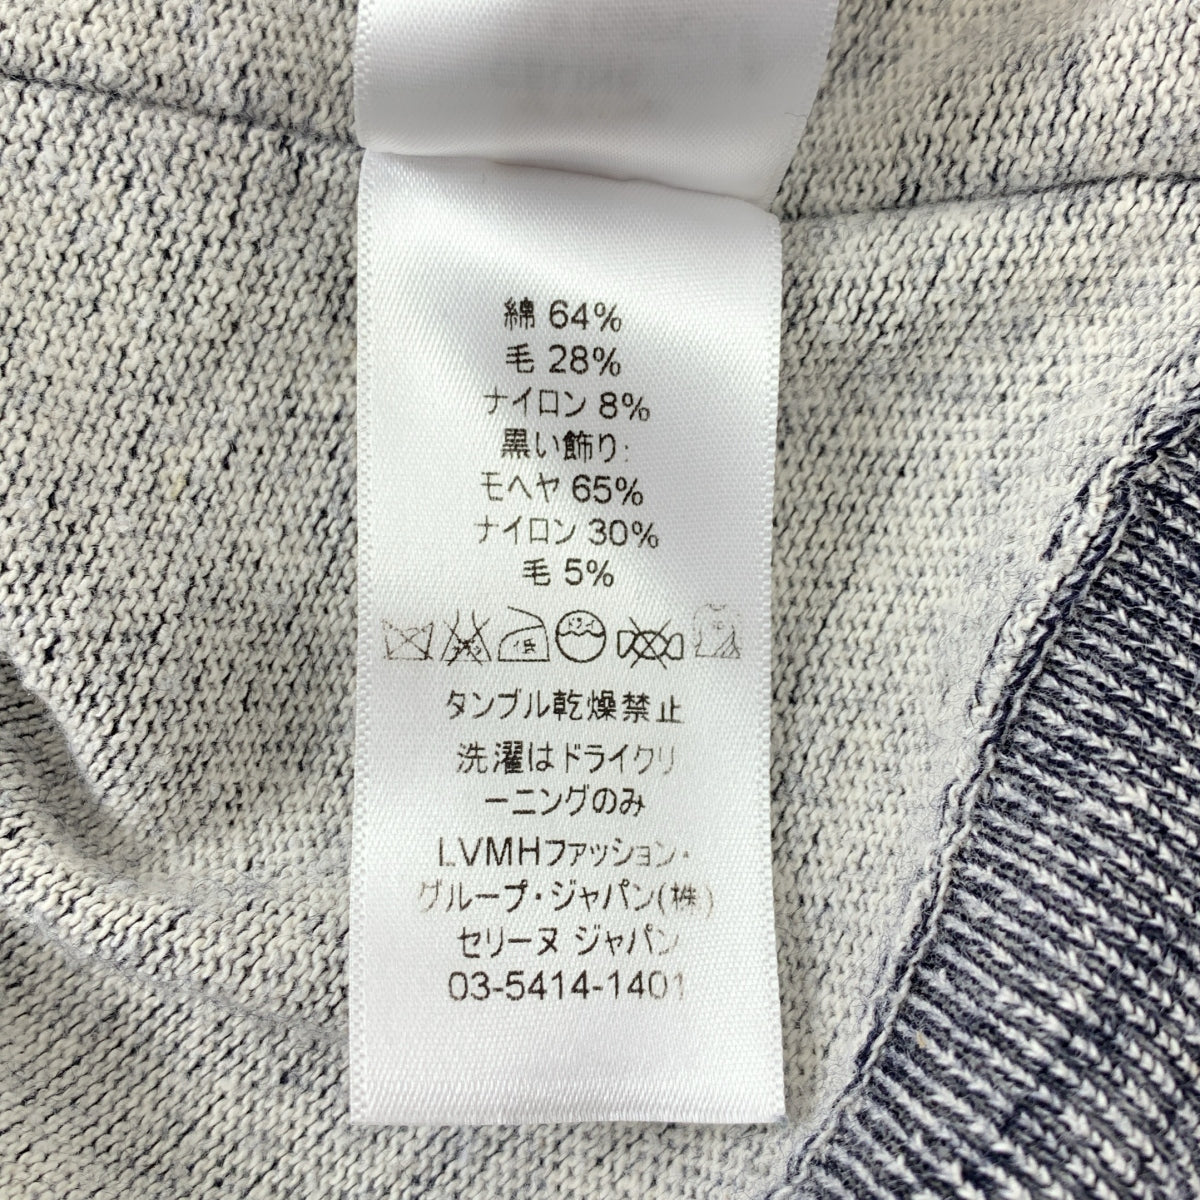 綿 64%
毛 28%
ナイロン 8%
黒い飾り:
モヘヤ 65%
ナイロン 30%
毛 5%
低 ドライ
タンブル乾燥禁止
洗濯はドライクリ
ーニングのみ
LVMHファッション・
グループ・ジャパン(株)
セリーヌ ジャパン
03-5414-1401